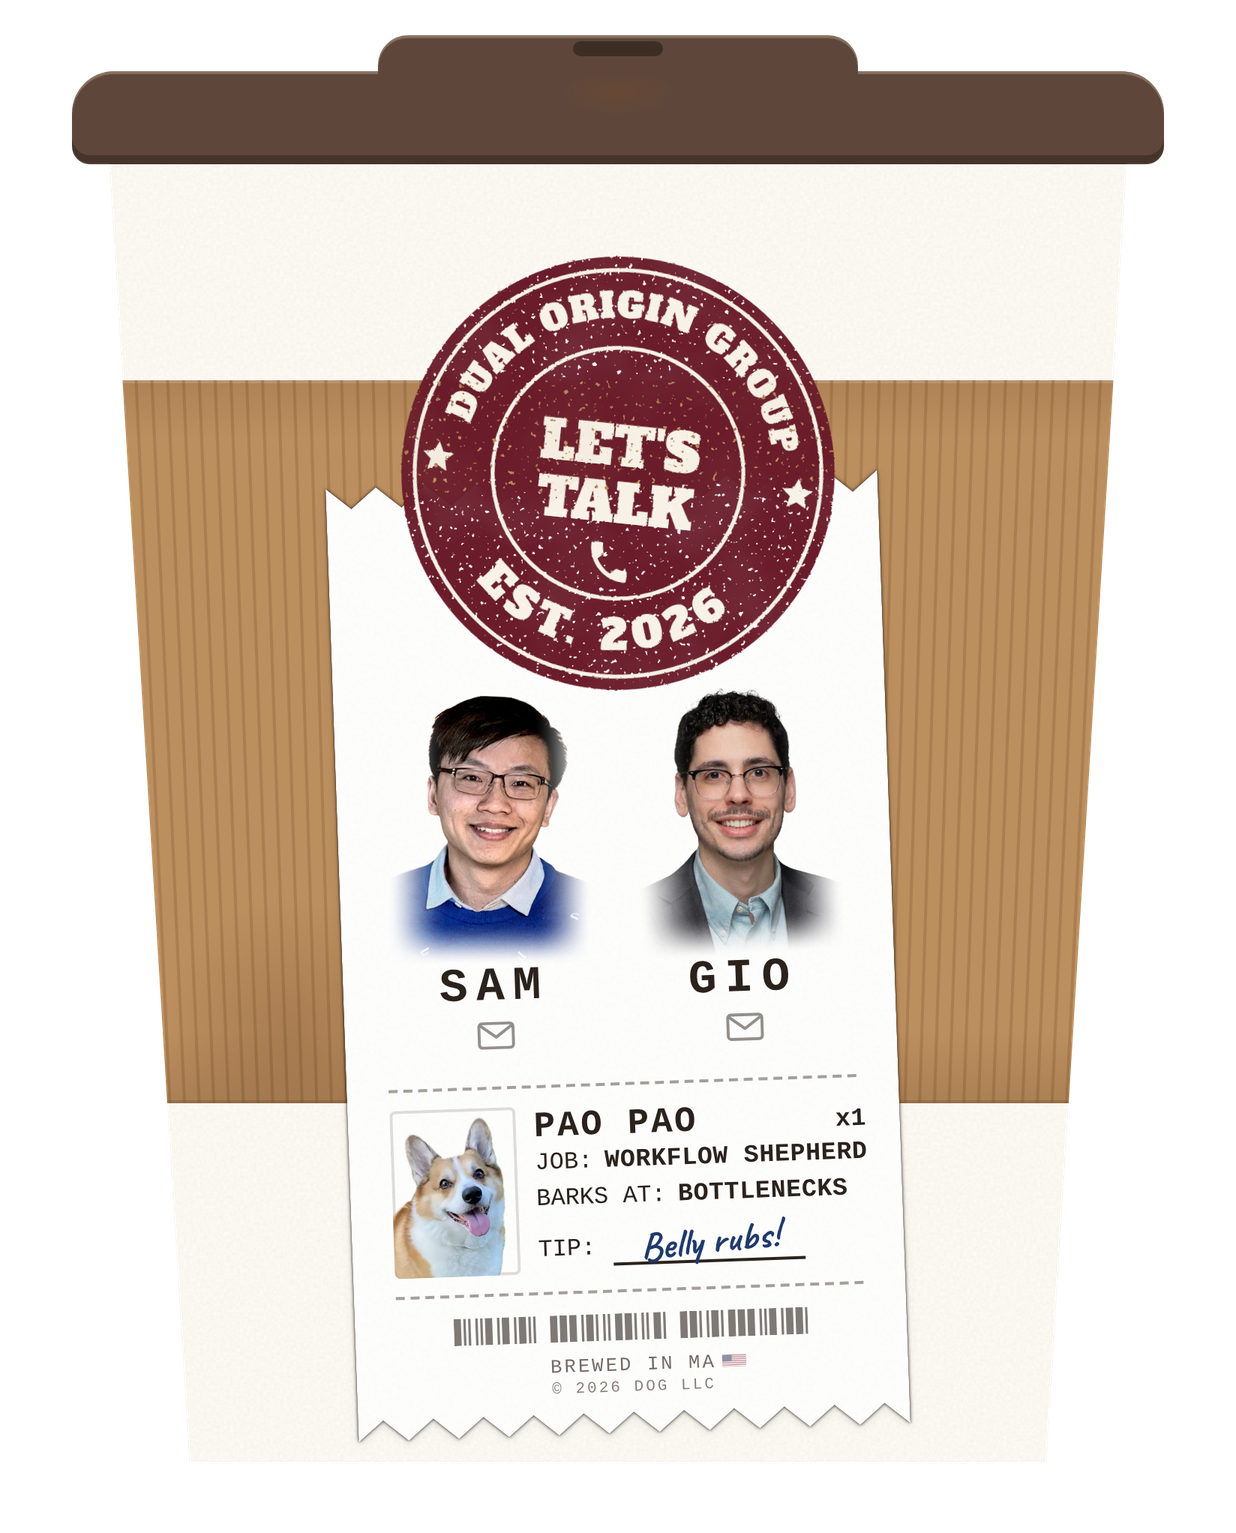 DUAL ORIGIN GROUP
LET'S
TALK
EST. 2026
SAM
GIO
PAO PAO x1
JOB: WORKFLOW SHEPHERD
BARKS AT: BOTTLENECKS
TIP: Belly rubs!
BREWED IN MA
© 2026 DOG LLC